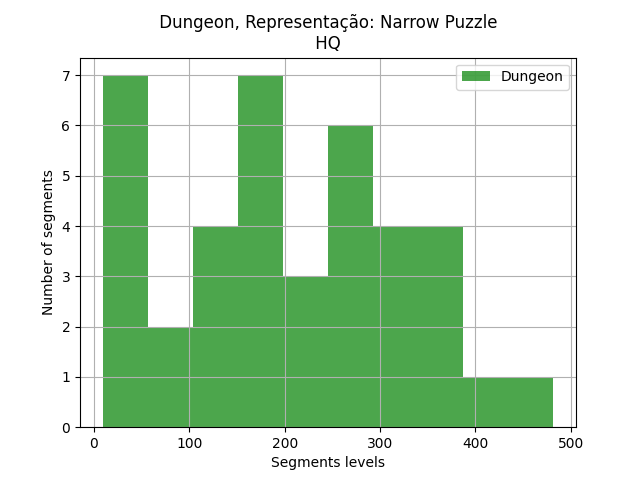 Dungeon, Representação: Narrow Puzzle
HQ
Dungeon
Number of segments
7
6
5
4
3
2
1
0
0 100 200 300 400 500
Segments levels